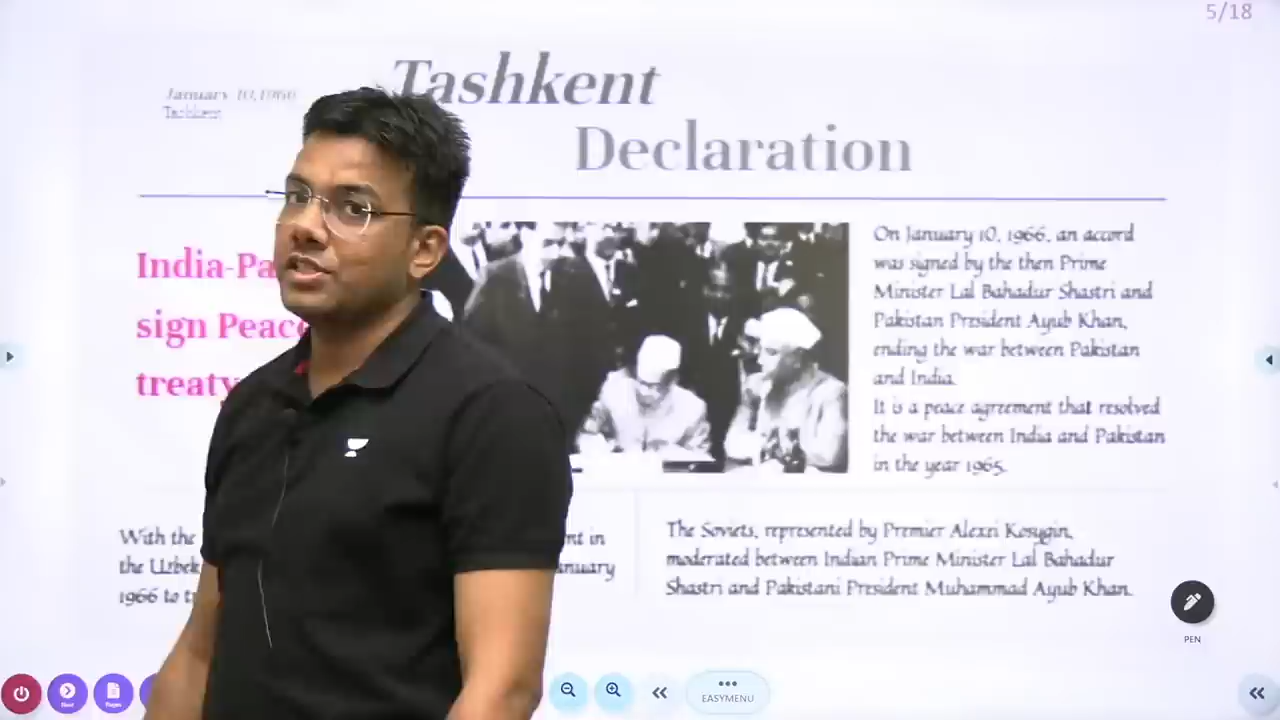 5/18
January 10, 1966
Tashkent
Tashkent
Declaration
India-Pa
sign Peace
treaty
On January 10, 1966, an accord
was signed by the then Prime
Minister Lal Bahadur Shastri and
Pakistan President Ayub Khan,
ending the war between Pakistan
and India.
It is a peace agreement that resolved
the war between India and Pakistan
in the year 1965.
With the
nt in
the Uzbek
anuary
1966 to t
The Soviets, represented by Premier Alexei Kosygin,
moderated between Indian Prime Minister Lal Bahadur
Shastri and Pakistani President Muhammad Ayub Khan.
PEN
Next
Pages
EASYMENU